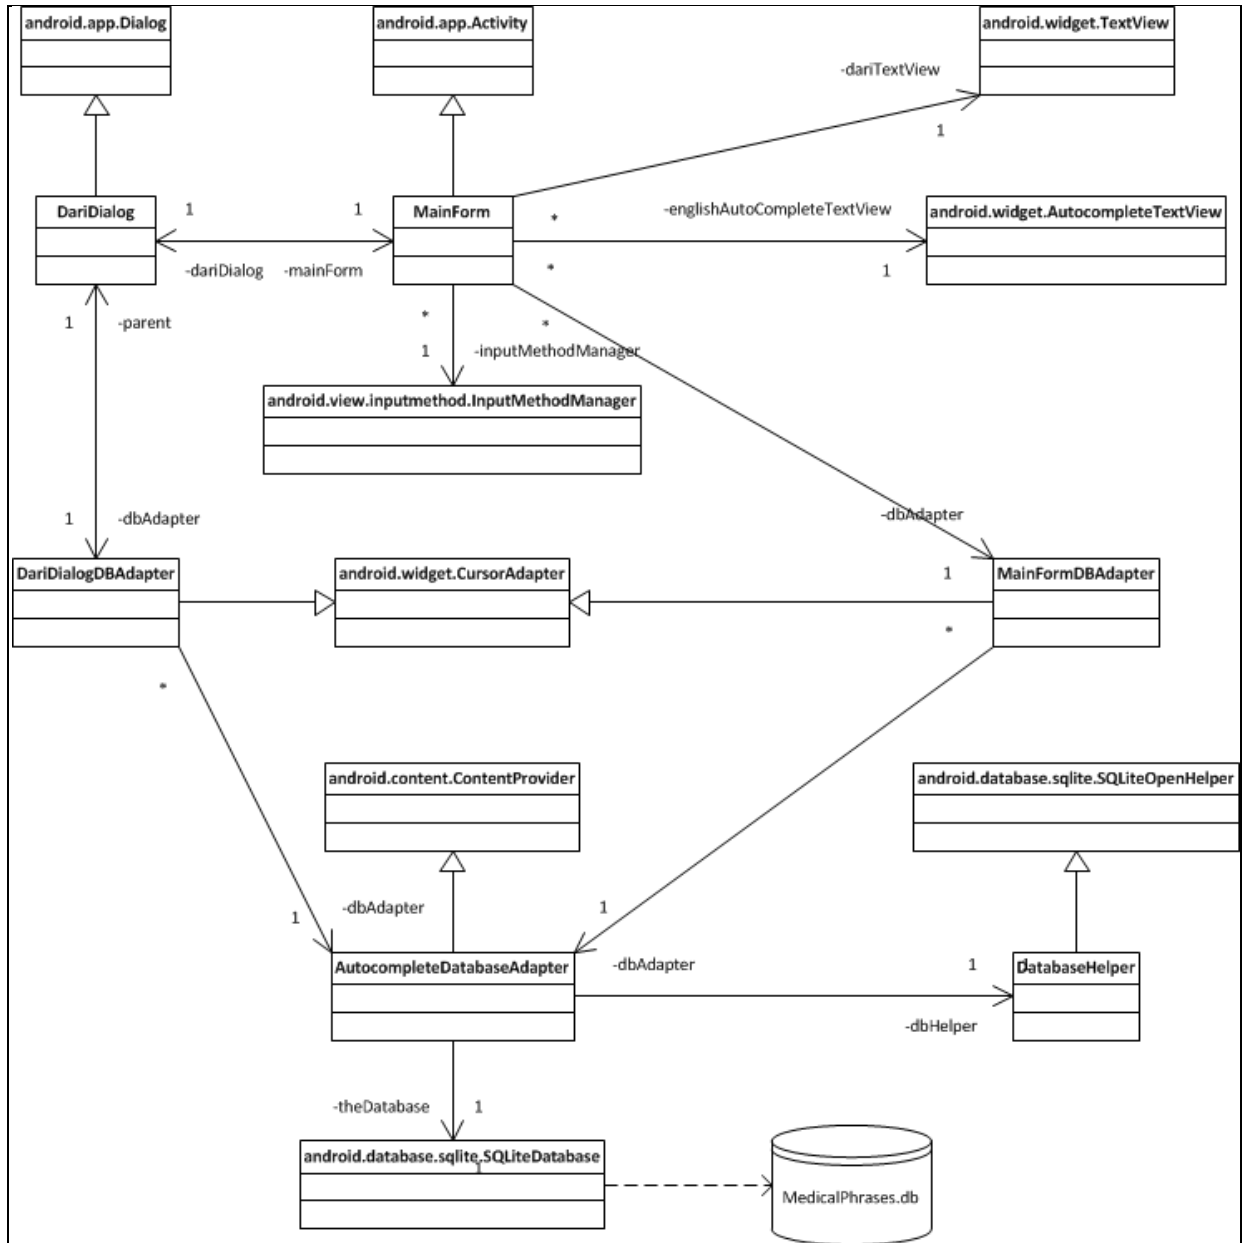 android.app.Dialog
android.app.Activity
android.widget.TextView
-dariTextView
1
DariDialog
1
1
MainForm
*
-englishAutoCompleteTextView
android.widget.AutocompleteTextView
-dariDialog
-mainForm
*
1
1
-parent
*
*
1
-inputMethodManager
android.view.inputmethod.InputMethodManager
1
-dbAdapter
-dbAdapter
DariDialogDBAdapter
android.widget.CursorAdapter
1
MainFormDBAdapter
*
*
android.content.ContentProvider
android.database.sqlite.SQLiteOpenHelper
1
-dbAdapter
1
AutocompleteDatabaseAdapter
-dbAdapter
1
1
DatabaseHelper
-dbHelper
-theDatabase
1
android.database.sqlite.SQLiteDatabase
1
MedicalPhrases.db